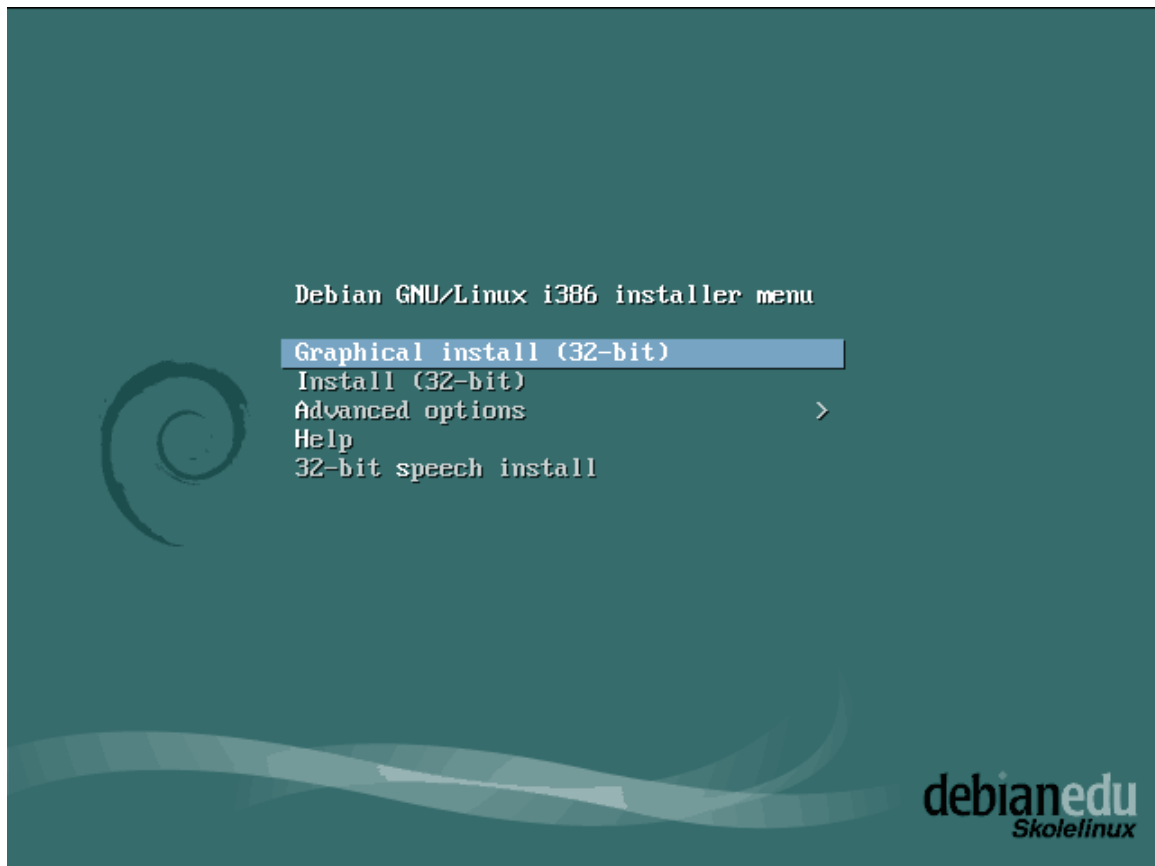 Debian GNU/Linux i386 installer menu
Graphical install (32-bit)
Install (32-bit)
Advanced options >
Help
32-bit speech install
debianedu
Skolelinux